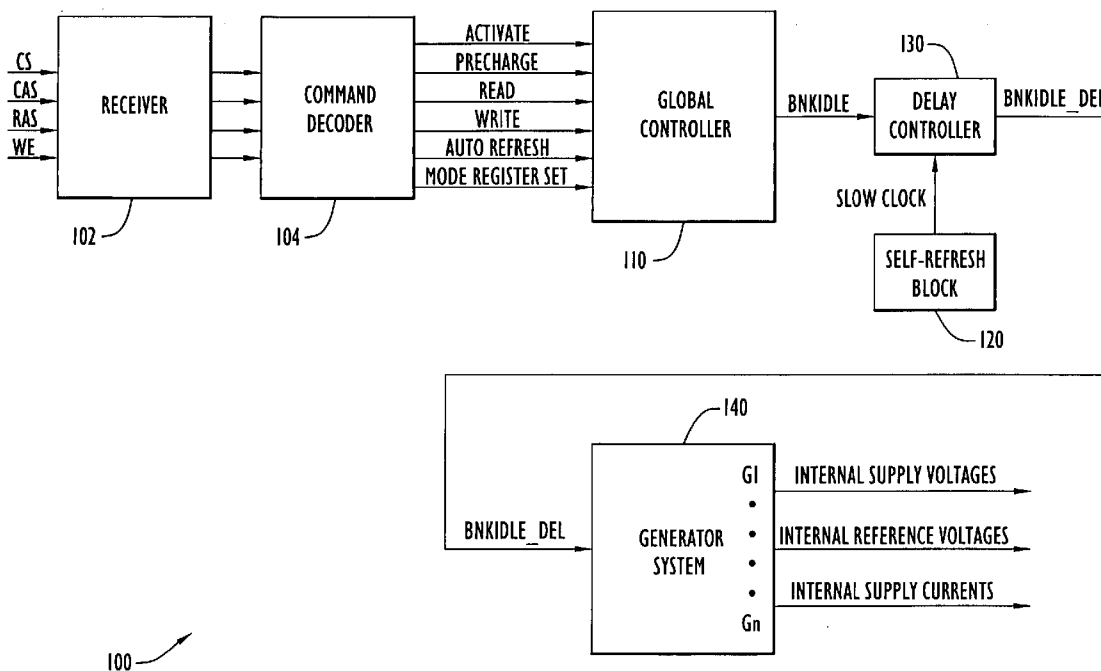 CS
CAS
RAS
WE
RECEIVER
102
COMMAND
DECODER
104
ACTIVATE
PRECHARGE
READ
WRITE
AUTO REFRESH
MODE REGISTER SET
GLOBAL
CONTROLLER
110
BNKIDLE
130
DELAY
CONTROLLER
BNKIDLE_DEL
SLOW CLOCK
SELF-REFRESH
BLOCK
120
BNKIDLE_DEL
140
GENERATOR
SYSTEM
G1
Gn
INTERNAL SUPPLY VOLTAGES
INTERNAL REFERENCE VOLTAGES
INTERNAL SUPPLY CURRENTS
100